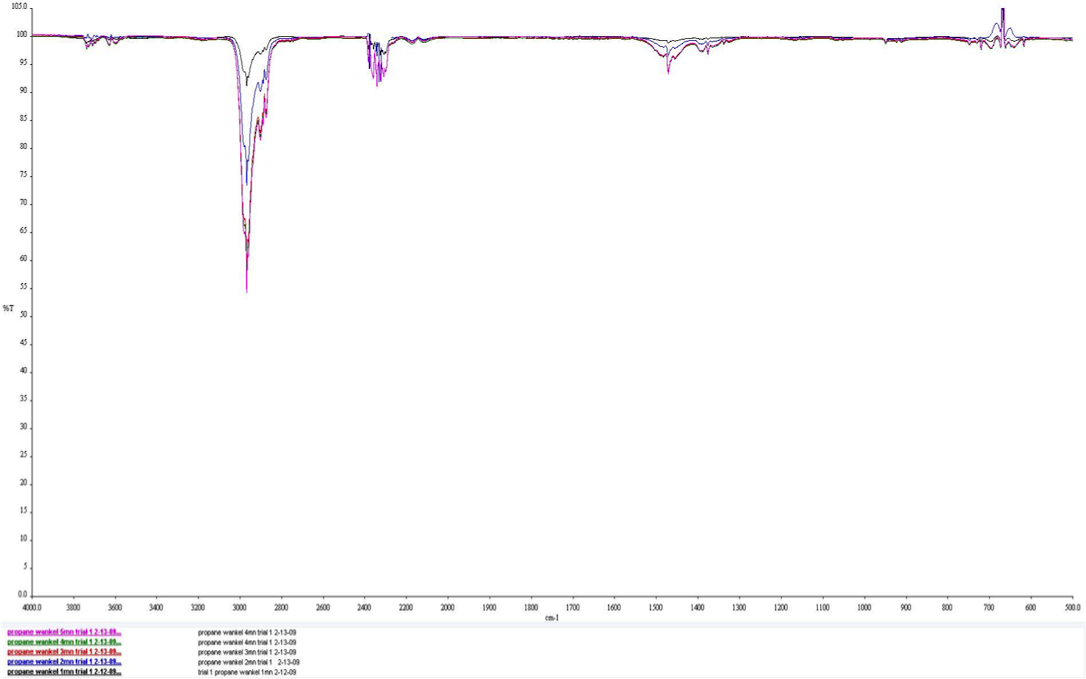 105.0
100
95
90
85
80
75
70
65
60
55
%T
50
45
40
35
30
25
20
15
10
5
0.0
4000.0 3800 3600 3400 3200 3000 2800 2600 2400 2200 2000 1900 1800 1700 1600 1500 1400 1300 1200 1100 1000 900 800 700 600 500.0
cm-1
propane wankel 5mn trial 1 2-13-09... propane wankel 4mn trial 1 2-13-09
propane wankel 4mn trial 1 2-13-09... propane wankel 4mn trial 1 2-13-09
propane wankel 3mn trial 1 2-13-09... propane wankel 3mn trial 1 2-13-09
propane wankel 2mn trial 1 2-13-09... propane wankel 2mn trial 1 2-13-09
propane wankel 1mn trial 1 2-12-09... trial 1 propane wankel 1mn 2-12-09